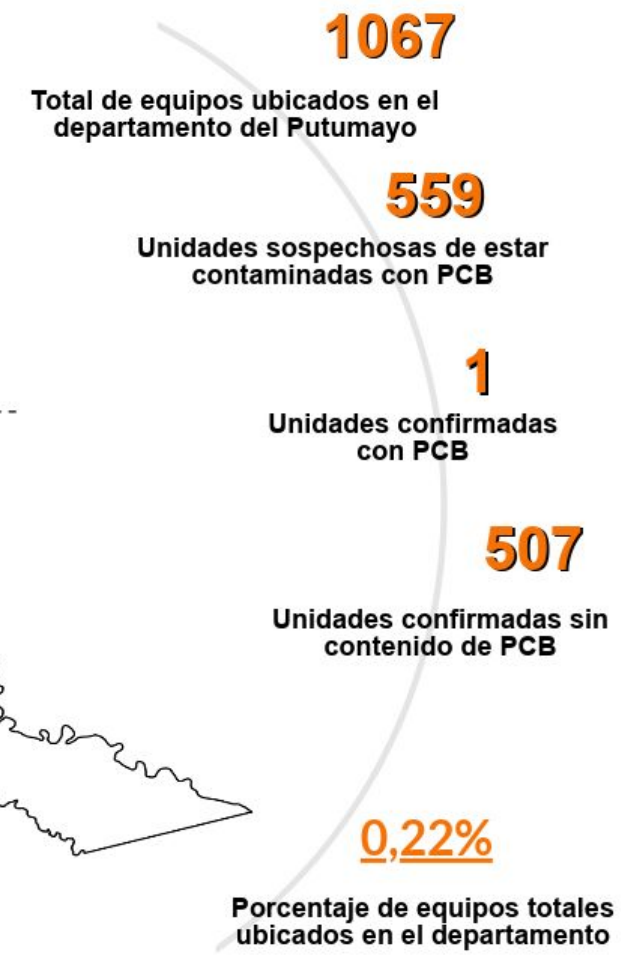 1067
Total de equipos ubicados en el
departamento del Putumayo
559
Unidades sospechosas de estar
contaminadas con PCB
1
Unidades confirmadas
con PCB
507
Unidades confirmadas sin
contenido de PCB
0,22%
Porcentaje de equipos totales
ubicados en el departamento